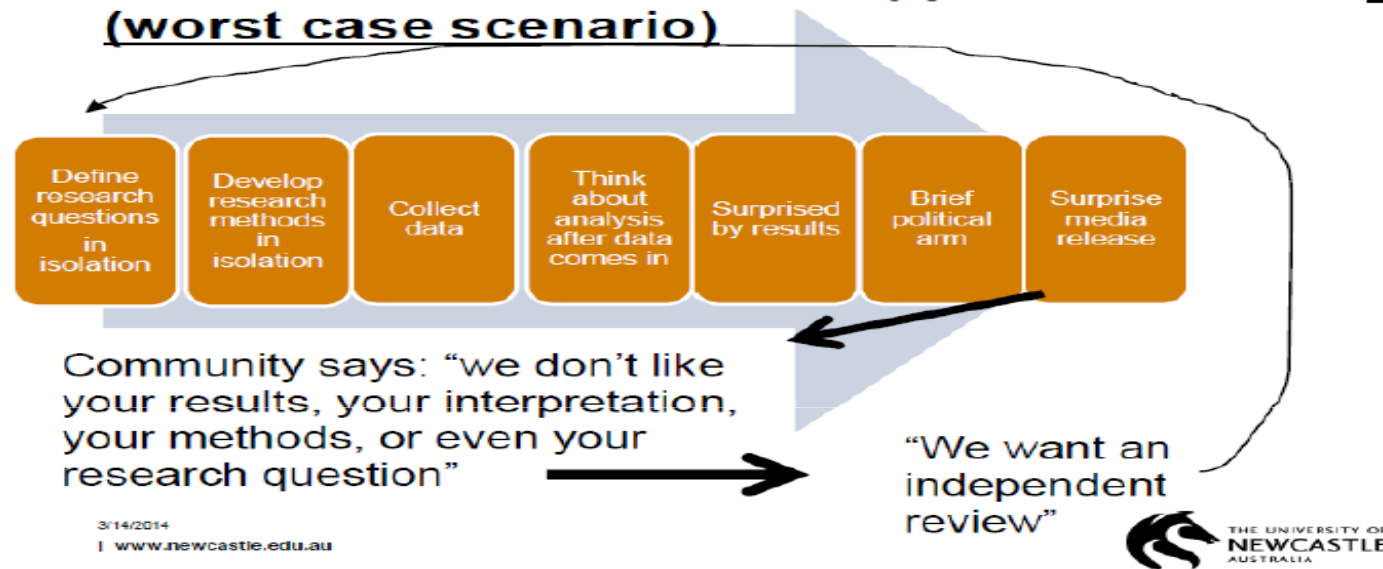 (worst case scenario)
Define
research
questions
in
isolation
Develop
research
methods
in
isolation
Collect
data
Think
about
analysis
after data
comes in
Surprised
by results
Brief
political
arm
Surprise
media
release
Community says: “we don’t like
your results, your interpretation,
your methods, or even your
research question”
“We want an
independent
review”
3/14/2014
| www.newcastle.edu.au
THE UNIVERSITY OF
NEWCASTLE
AUSTRALIA